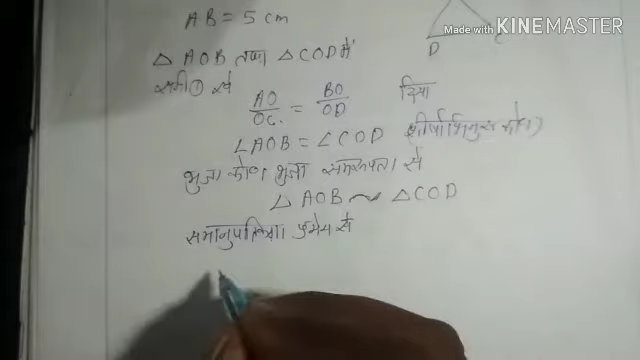 AB = 5 cm
Made with KINEMASTER
D C
△ AOB तथा △ COD में
समी① से
AO/OC = BO/OD दिया
∠AOB = ∠COD (शीर्षाभिमुख कोण)
भुजा कोण भुजा समरूपता से
△ AOB ~ △ COD
प्रमेय से